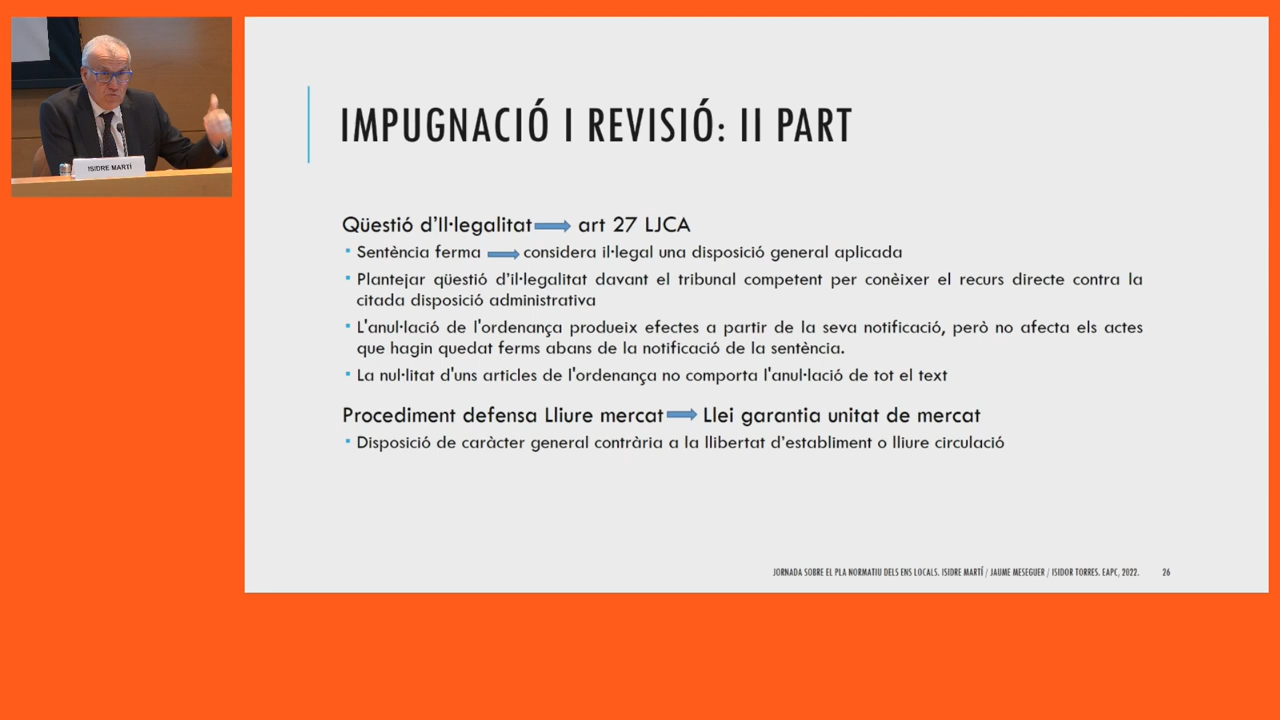 ISIDRE MARTÍ
IMPUGNACIÓ I REVISIÓ: II PART
Qüestió d'Il·legalitat art 27 LJCA
Sentència ferma considera il·legal una disposició general aplicada
Plantejar qüestió d'il·legalitat davant el tribunal competent per conèixer el recurs directe contra la
citada disposició administrativa
L'anul·lació de l'ordenança produeix efectes a partir de la seva notificació, però no afecta els actes
que hagin quedat ferms abans de la notificació de la sentència.
La nul·litat d'uns articles de l'ordenança no comporta l'anul·lació de tot el text
Procediment defensa Lliure mercat Llei garantia unitat de mercat
Disposició de caràcter general contrària a la llibertat d'establiment o lliure circulació
JORNADA SOBRE EL PLA NORMATIU DELS ENS LOCALS. ISIDRE MARTÍ / JAUME MESEGUER / ISIDOR TORRES. EAPC, 2022. 26